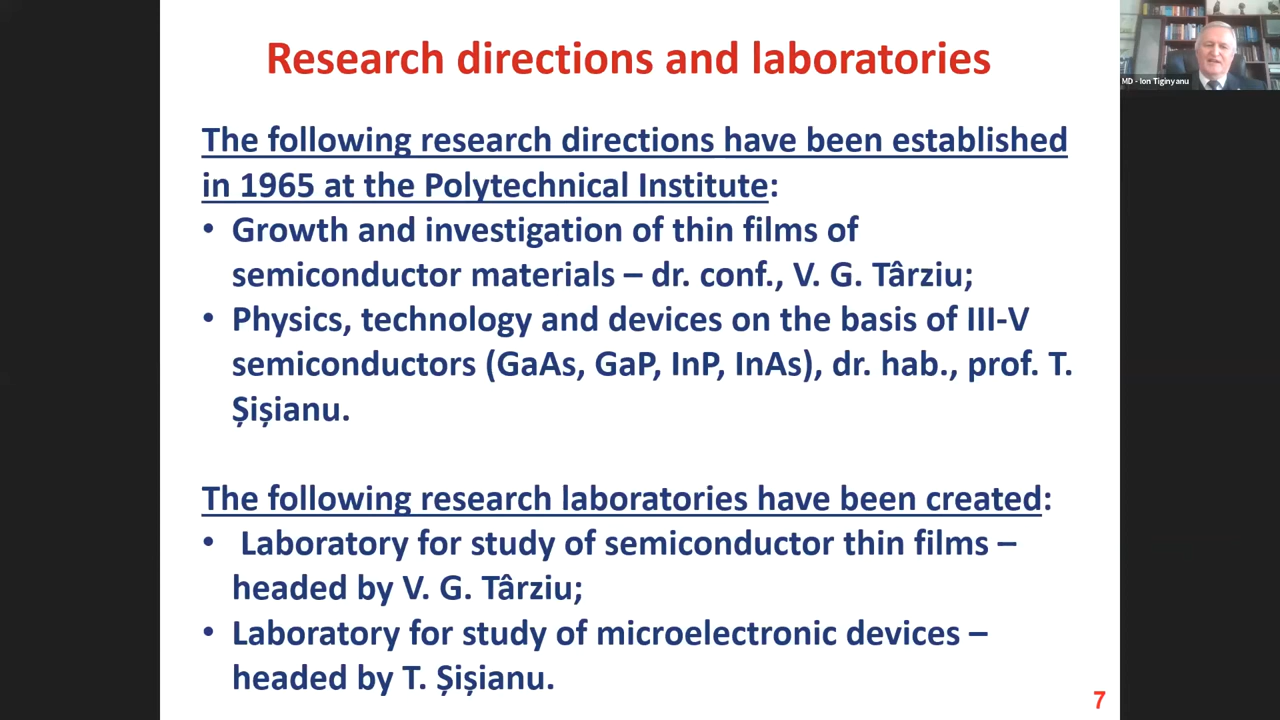 Research directions and laboratories
MD - Ion Tiginyanu
The following research directions have been established
in 1965 at the Polytechnical Institute:
• Growth and investigation of thin films of
semiconductor materials – dr. conf., V. G. Târziu;
• Physics, technology and devices on the basis of III-V
semiconductors (GaAs, GaP, InP, InAs), dr. hab., prof. T.
Șișianu.
The following research laboratories have been created:
• Laboratory for study of semiconductor thin films –
headed by V. G. Târziu;
• Laboratory for study of microelectronic devices –
headed by T. Șișianu.
7